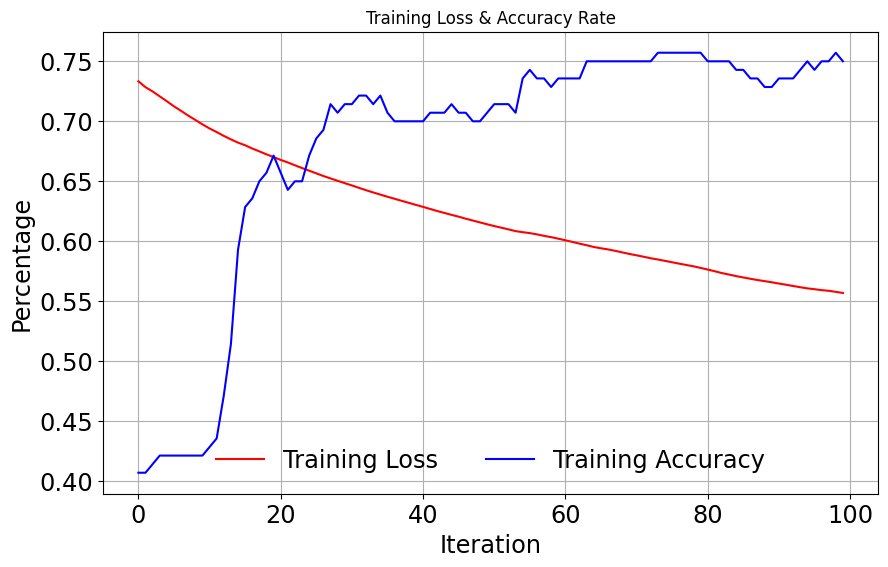 Training Loss & Accuracy Rate
0.75
0.70
0.65
0.60
0.55
0.50
0.45
0.40
Percentage
Training Loss
Training Accuracy
0
20
40
60
80
100
Iteration